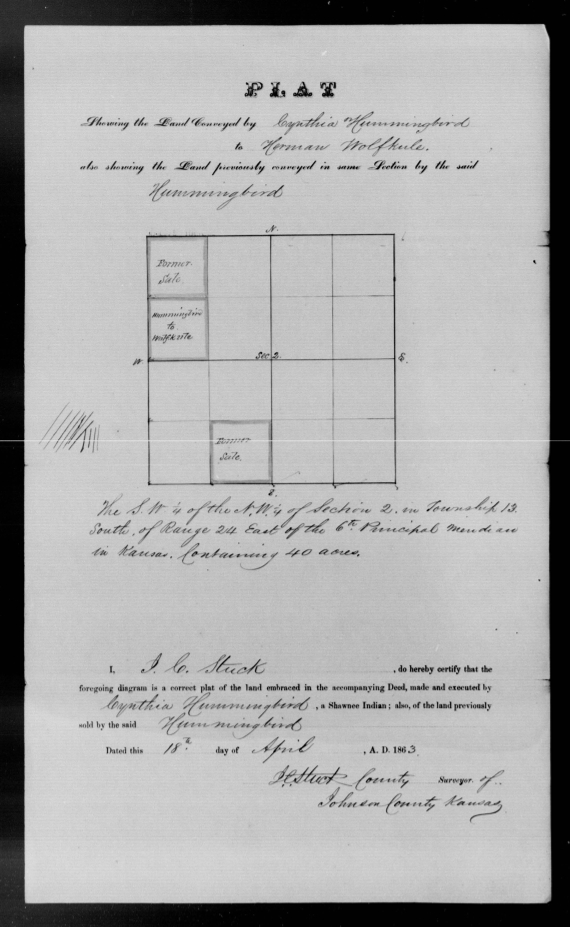 PLAT
Showing the Land Conveyed by Cynthia Hummingbird
to Herman Wolfkule.
also showing the Land previously conveyed in same Section by the said
Hummingbird
N.
Former
Sale.
Hummingbird
to
Wolfkule
W.
Sec 2.
E.
Former
Sale.
S.
The S.W ¼ of the N.W. ¼ of Section 2. in Township 13
South, of Range 24 East of the 6th Principal Meridian
in Kansas. Containing 40 acres.
I, J. C. Stuck , do hereby certify that the
foregoing diagram is a correct plat of the land embraced in the accompanying Deed, made and executed by
Cynthia Hummingbird , a Shawnee Indian; also, of the land previously
sold by the said Hummingbird
Dated this 18th day of April , A. D. 1863.
J C Stuck County Surveyor. of
Johnson County Kansas